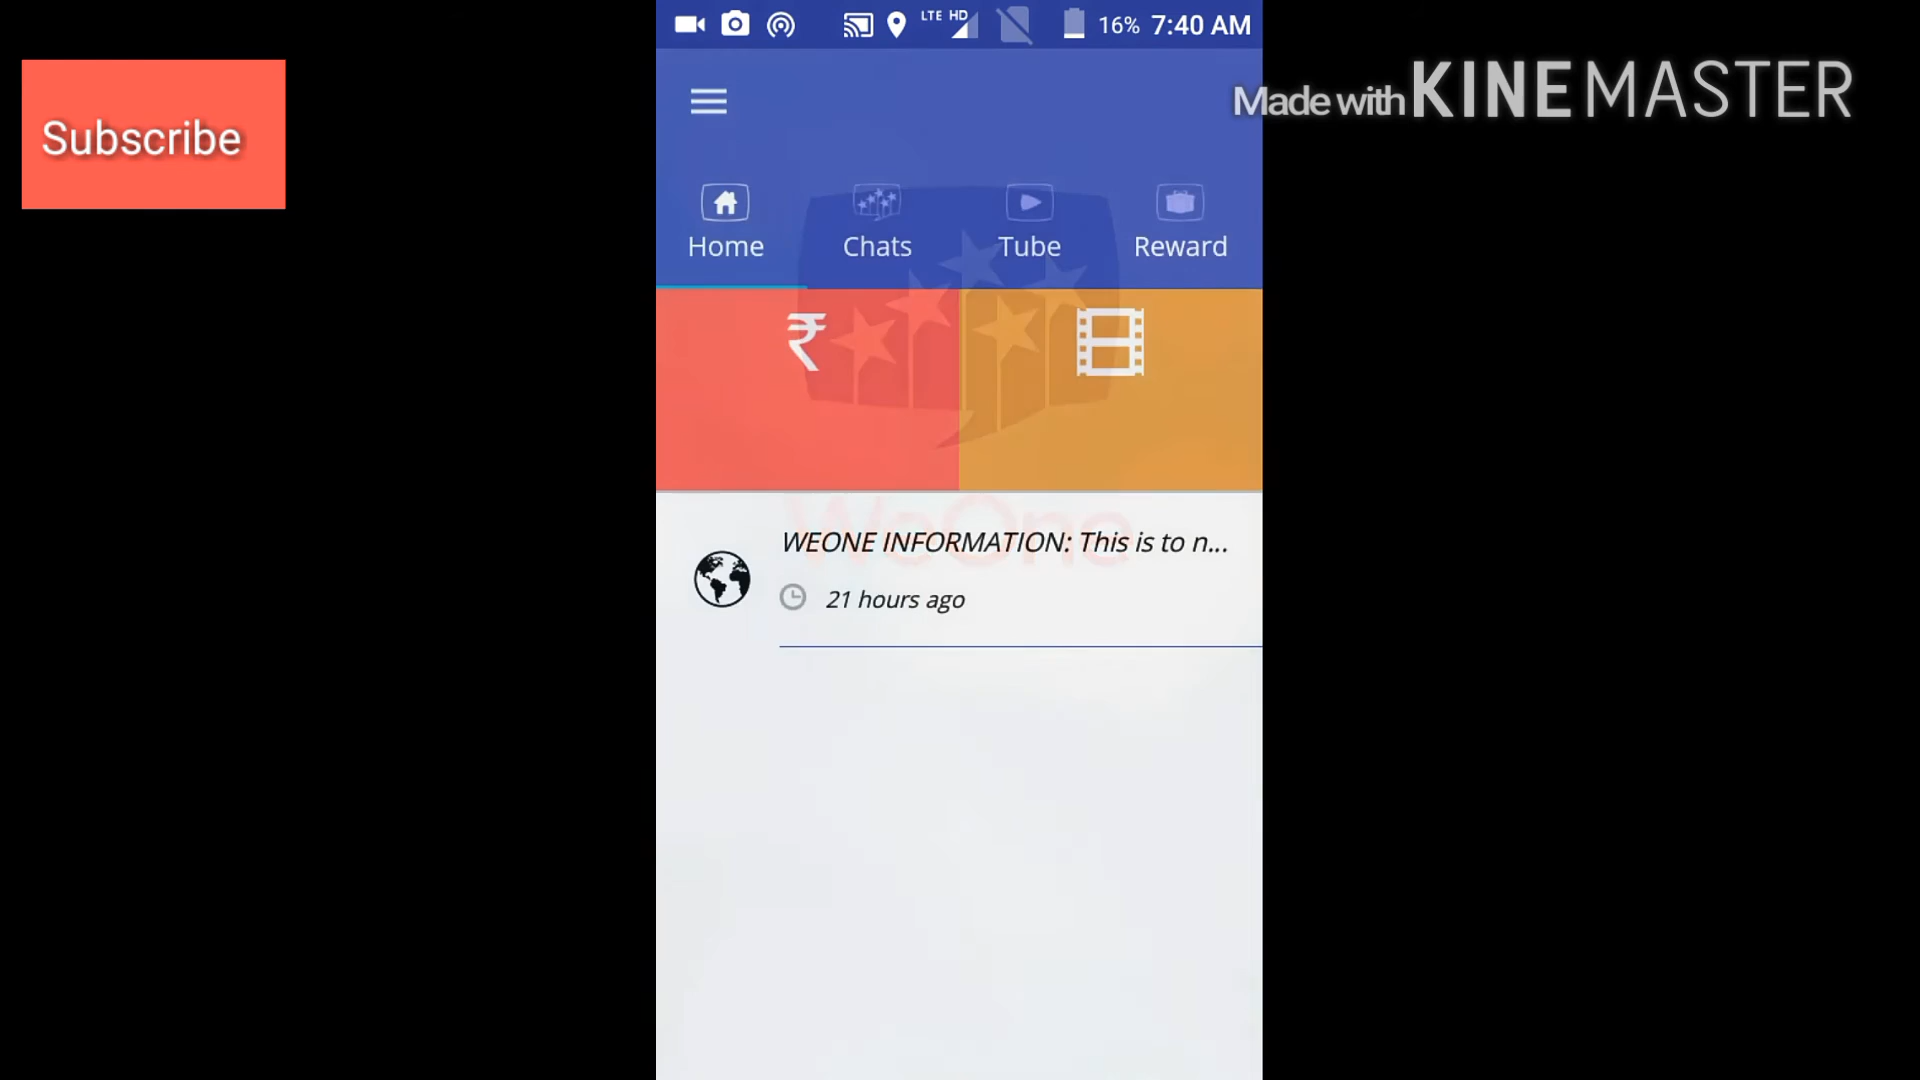 LTE HD 16% 7:40 AM
Subscribe
Made with KINEMASTER
Home Chats Tube Reward
₹
WeOne
WEONE INFORMATION: This is to n...
21 hours ago